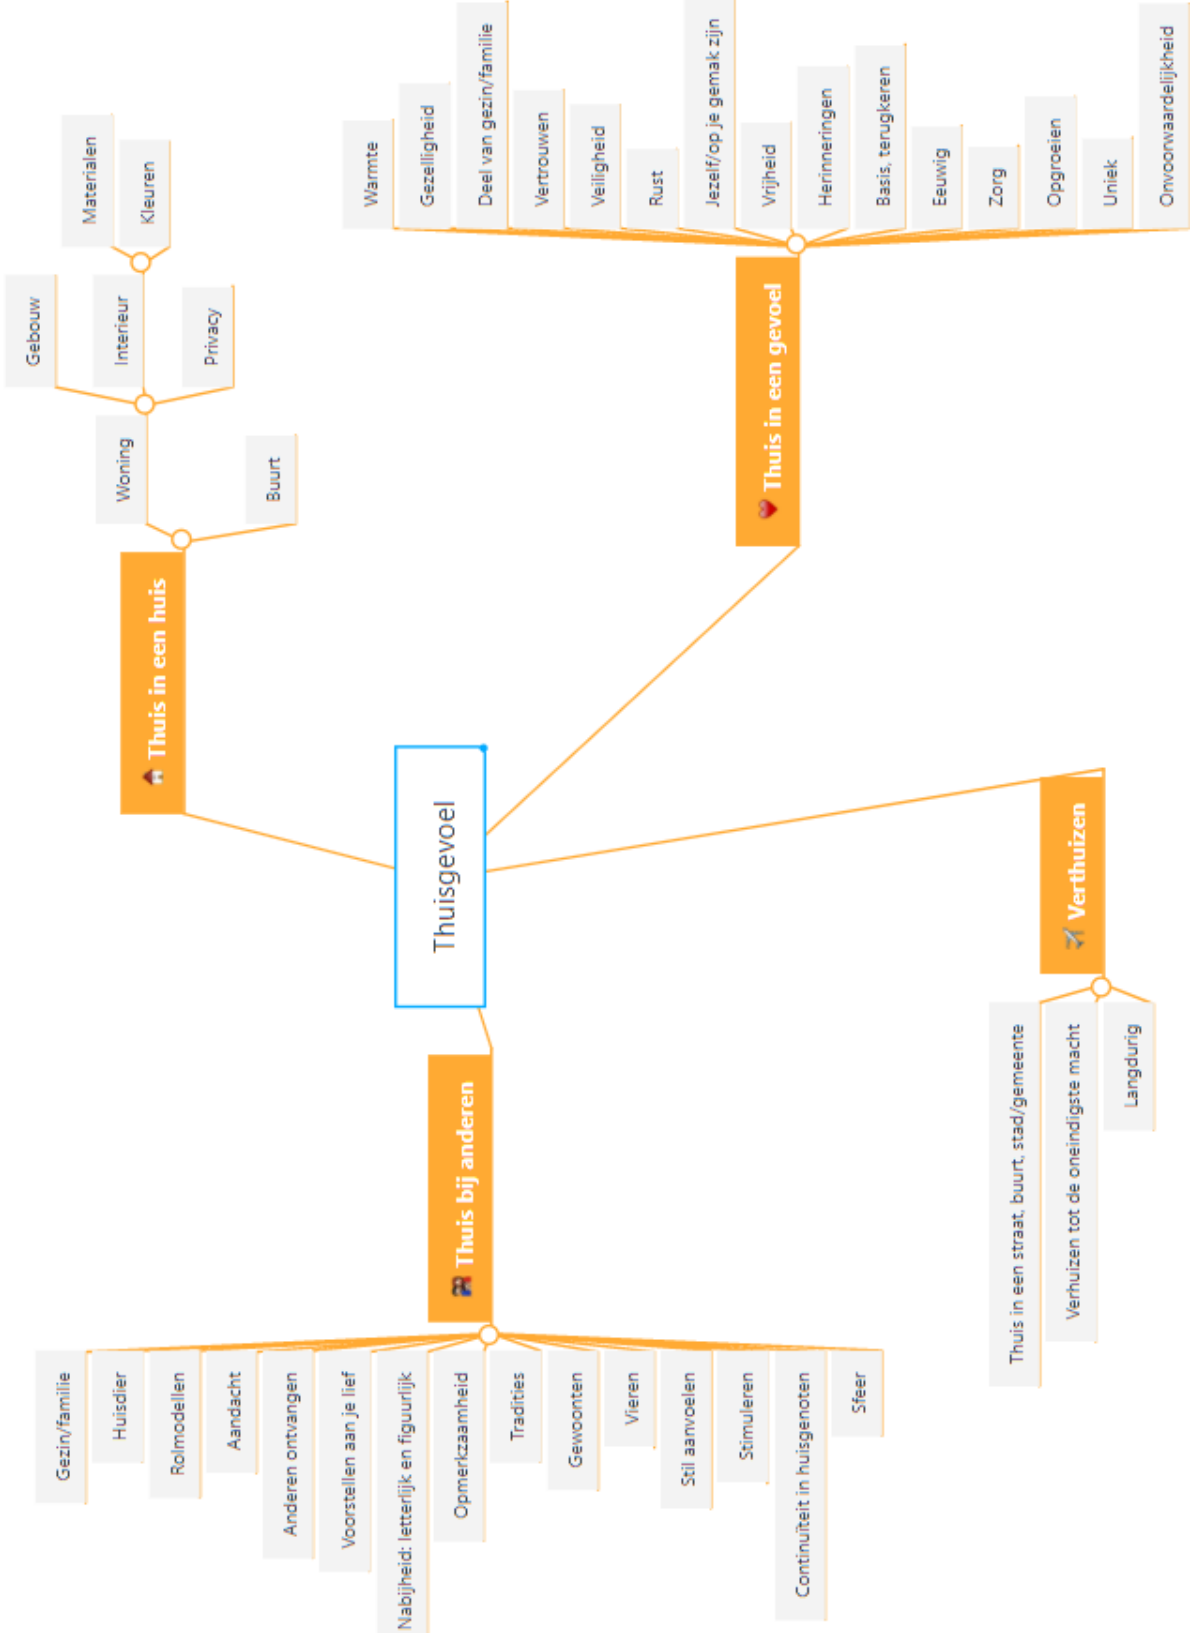 Thuisgevoel
Thuis in een huis
Woning
Gebouw
Interieur
Materialen
Kleuren
Privacy
Buurt
Thuis in een gevoel
Warmte
Gezelligheid
Deel van gezin/familie
Vertrouwen
Veiligheid
Rust
Jezelf/op je gemak zijn
Vrijheid
Herinneringen
Basis, terugkeren
Eeuwig
Zorg
Opgroeien
Uniek
Onvoorwaardelijkheid
Thuis bij anderen
Gezin/familie
Huisdier
Rolmodellen
Aandacht
Anderen ontvangen
Voorstellen aan je lief
Nabijheid: letterlijk en figuurlijk
Opmerkzaamheid
Tradities
Gewoonten
Vieren
Stil aanvoelen
Stimuleren
Continuïteit in huisgenoten
Sfeer
Verthuizen
Thuis in een straat, buurt, stad/gemeente
Verhuizen tot de oneindigste macht
Langdurig